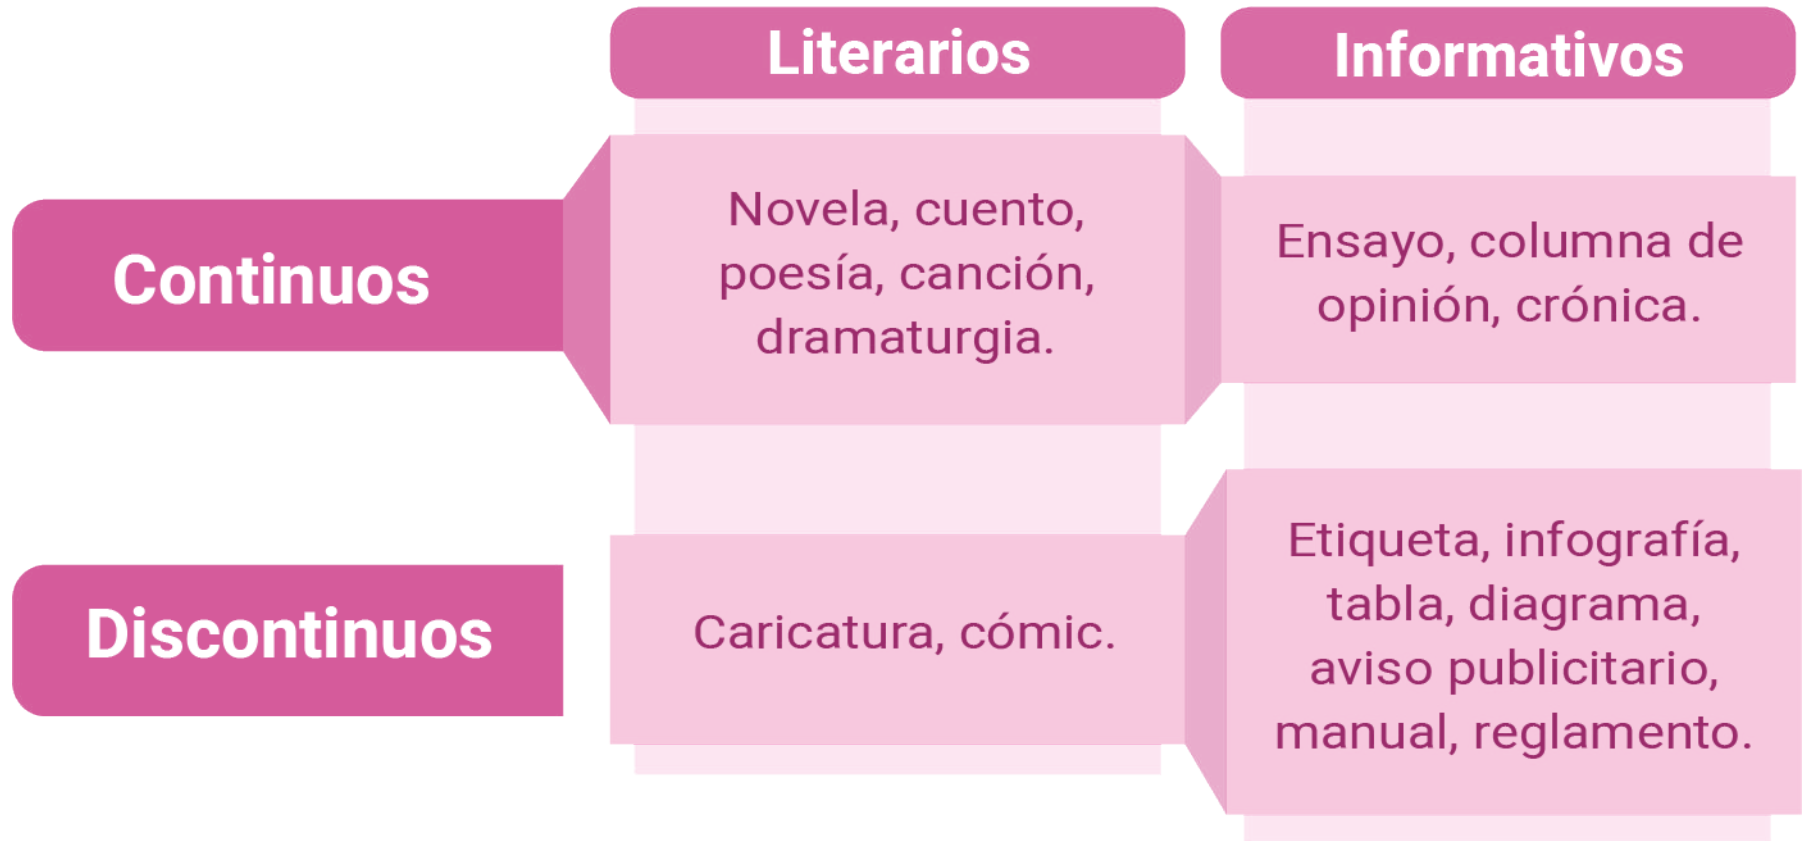 Literarios
Informativos
Continuos
Novela, cuento,
poesía, canción,
dramaturgia.
Ensayo, columna de
opinión, crónica.
Discontinuos
Caricatura, cómic.
Etiqueta, infografía,
tabla, diagrama,
aviso publicitario,
manual, reglamento.